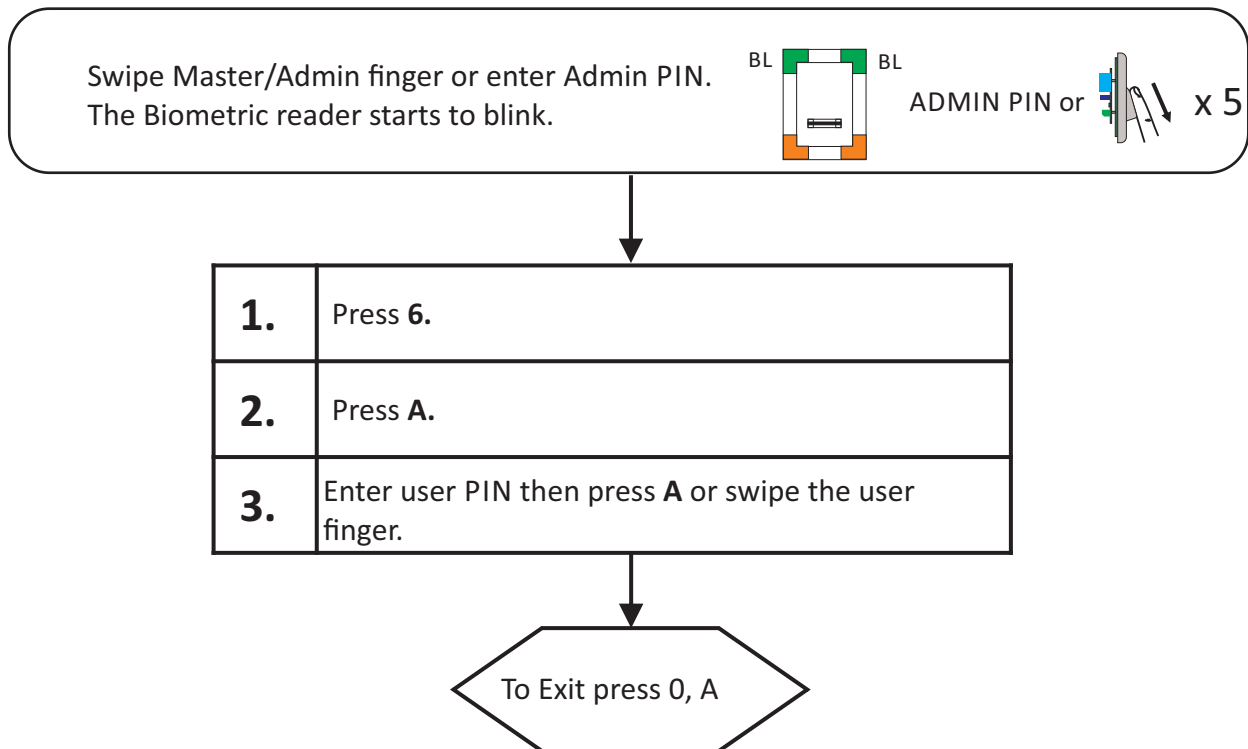 Swipe Master/Admin finger or enter Admin PIN.
The Biometric reader starts to blink.
BL
BL
ADMIN PIN or
x 5
1.
Press 6.
2.
Press A.
3.
Enter user PIN then press A or swipe the user
finger.
To Exit press 0, A